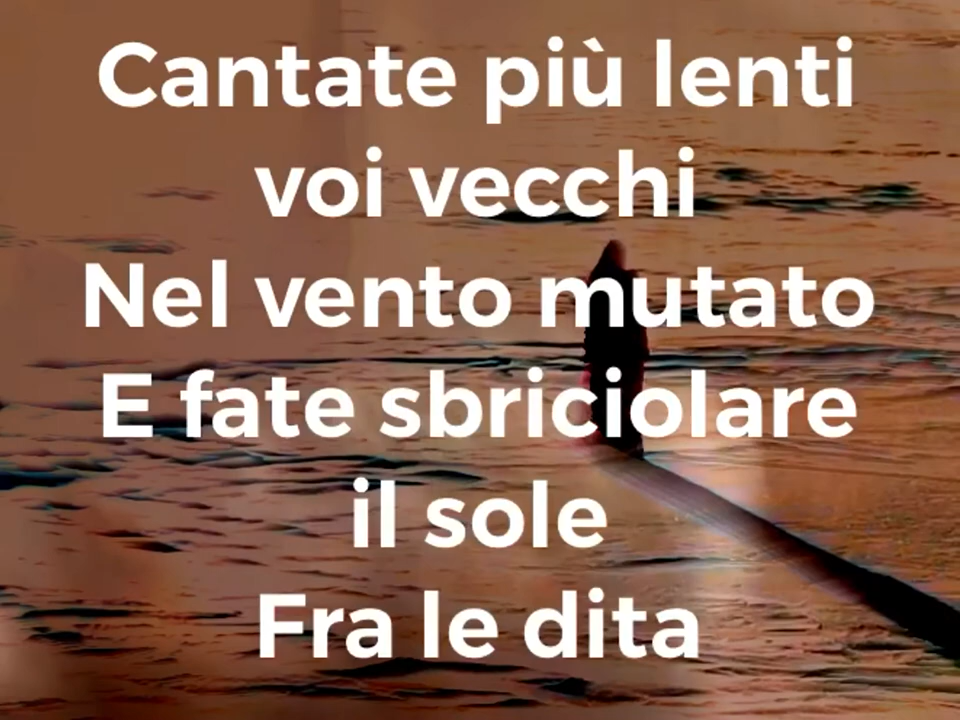 Cantate più lenti
voi vecchi
Nel vento mutato
E fate sbriciolare
il sole
Fra le dita